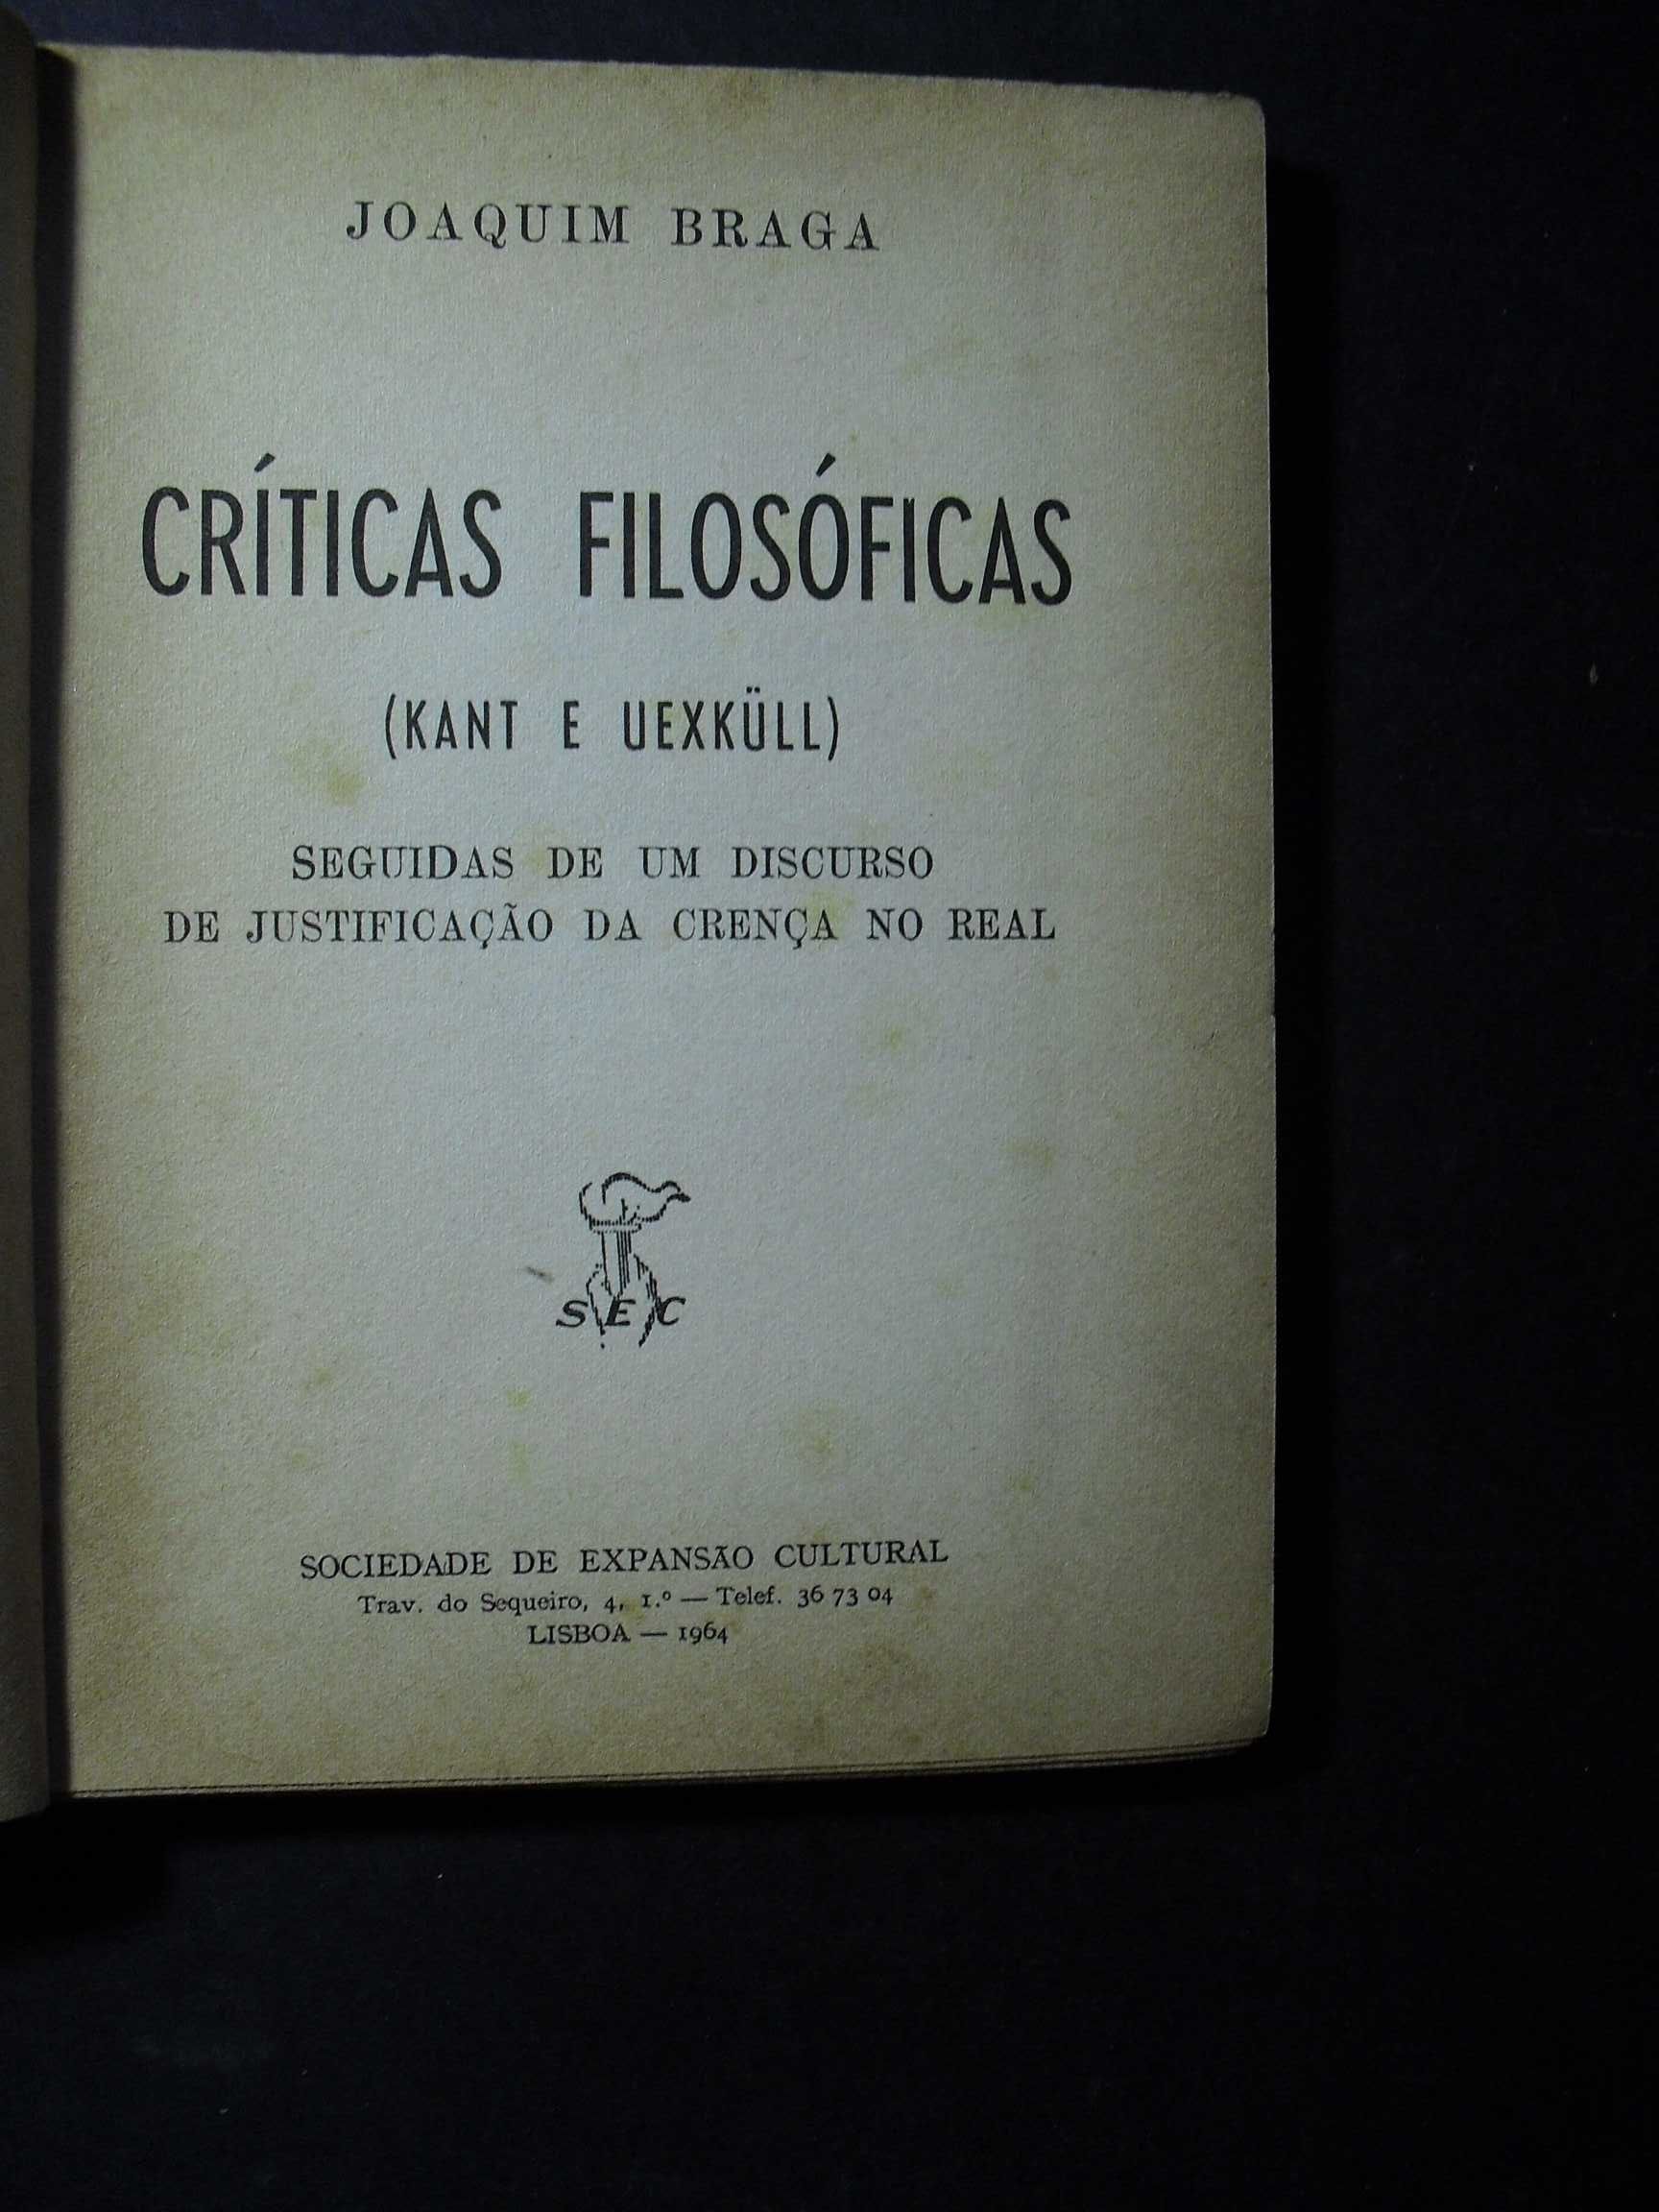 JOAQUIM BRAGA
CRÍTICAS FILOSÓFICAS
(KANT E UEXKÜLL)
SEGUIDAS DE UM DISCURSO
DE JUSTIFICAÇÃO DA CRENÇA NO REAL
SEC
SOCIEDADE DE EXPANSÃO CULTURAL
Trav. do Sequeiro, 4, 1.º — Telef. 36 73 04
LISBOA — 1964